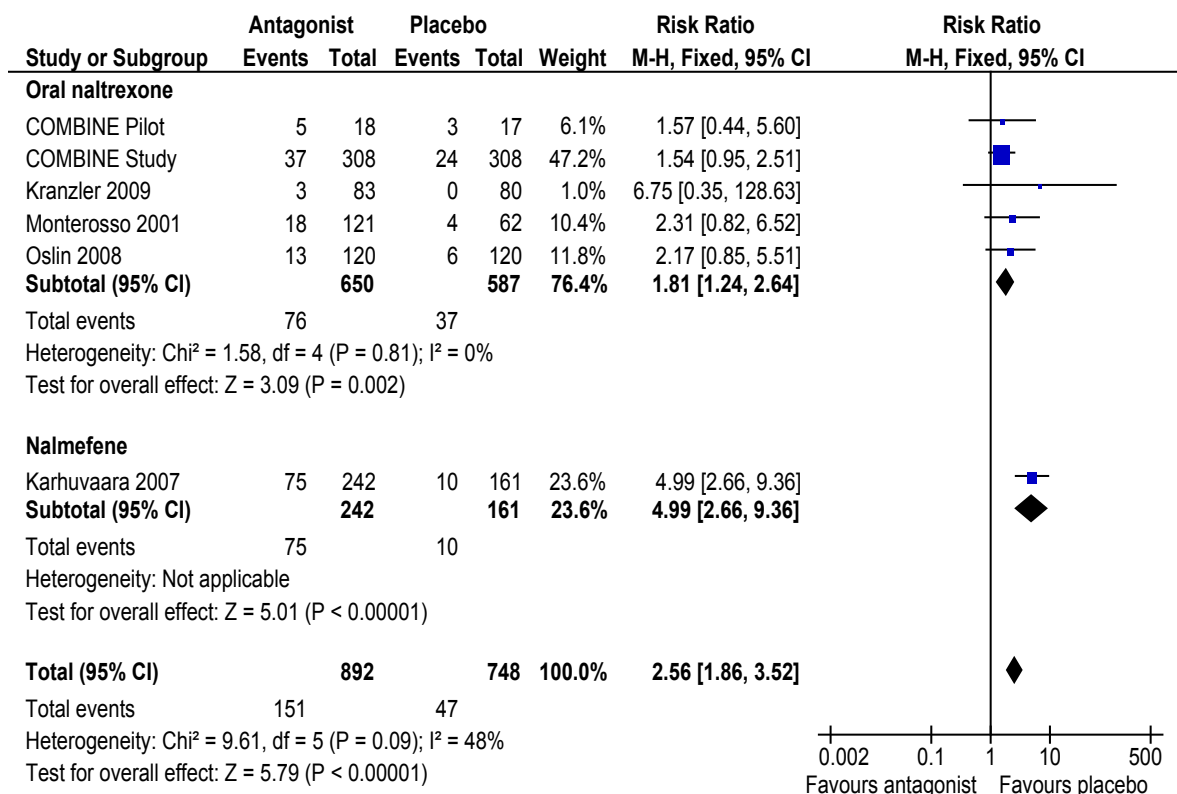 Antagonist Placebo Risk Ratio Risk Ratio
Study or Subgroup Events Total Events Total Weight M-H, Fixed, 95% CI M-H, Fixed, 95% CI
Oral naltrexone
COMBINE Pilot 5 18 3 17 6.1% 1.57 [0.44, 5.60]
COMBINE Study 37 308 24 308 47.2% 1.54 [0.95, 2.51]
Kranzler 2009 3 83 0 80 1.0% 6.75 [0.35, 128.63]
Monterosso 2001 18 121 4 62 10.4% 2.31 [0.82, 6.52]
Oslin 2008 13 120 6 120 11.8% 2.17 [0.85, 5.51]
Subtotal (95% CI) 650 587 76.4% 1.81 [1.24, 2.64]
Total events 76 37
Heterogeneity: Chi² = 1.58, df = 4 (P = 0.81); I² = 0%
Test for overall effect: Z = 3.09 (P = 0.002)
Nalmefene
Karhuvaara 2007 75 242 10 161 23.6% 4.99 [2.66, 9.36]
Subtotal (95% CI) 242 161 23.6% 4.99 [2.66, 9.36]
Total events 75 10
Heterogeneity: Not applicable
Test for overall effect: Z = 5.01 (P < 0.00001)
Total (95% CI) 892 748 100.0% 2.56 [1.86, 3.52]
Total events 151 47
Heterogeneity: Chi² = 9.61, df = 5 (P = 0.09); I² = 48%
Test for overall effect: Z = 5.79 (P < 0.00001)
0.002 0.1 1 10 500
Favours antagonist Favours placebo